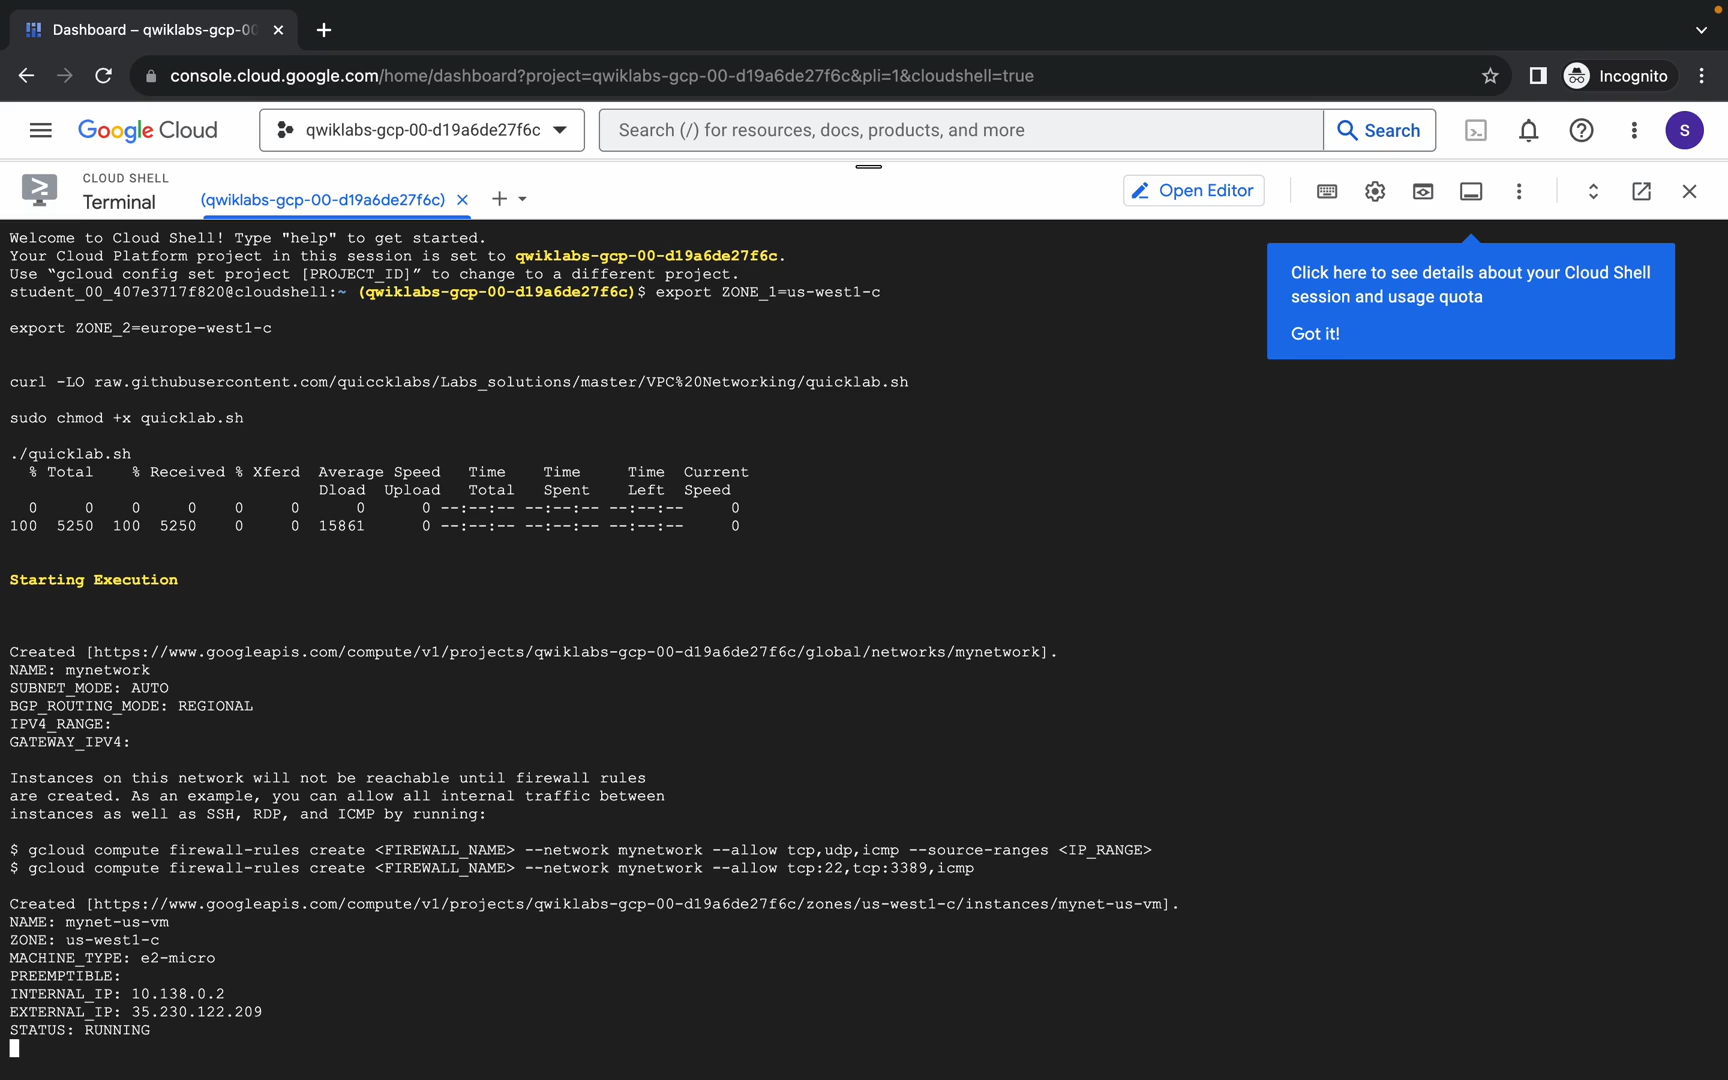 Dashboard – qwiklabs-gcp-00
console.cloud.google.com/home/dashboard?project=qwiklabs-gcp-00-d19a6de27f6c&pli=1&cloudshell=true
Incognito
Google Cloud
qwiklabs-gcp-00-d19a6de27f6c
Search (/) for resources, docs, products, and more
Search
S
CLOUD SHELL
Terminal
(qwiklabs-gcp-00-d19a6de27f6c)
Open Editor
Click here to see details about your Cloud Shell
session and usage quota
Got it!
Welcome to Cloud Shell! Type "help" to get started.
Your Cloud Platform project in this session is set to qwiklabs-gcp-00-d19a6de27f6c.
Use “gcloud config set project [PROJECT_ID]” to change to a different project.
student_00_407e3717f820@cloudshell:~ (qwiklabs-gcp-00-d19a6de27f6c)$ export ZONE_1=us-west1-c
export ZONE_2=europe-west1-c
curl -LO raw.githubusercontent.com/quiccklabs/Labs_solutions/master/VPC%20Networking/quicklab.sh
sudo chmod +x quicklab.sh
./quicklab.sh
% Total % Received % Xferd Average Speed Time Time Time Current
Dload Upload Total Spent Left Speed
0 0 0 0 0 0 0 0 --:--:-- --:--:-- --:--:-- 0
100 5250 100 5250 0 0 15861 0 --:--:-- --:--:-- --:--:-- 0
Starting Execution
Created [https://www.googleapis.com/compute/v1/projects/qwiklabs-gcp-00-d19a6de27f6c/global/networks/mynetwork].
NAME: mynetwork
SUBNET_MODE: AUTO
BGP_ROUTING_MODE: REGIONAL
IPV4_RANGE:
GATEWAY_IPV4:
Instances on this network will not be reachable until firewall rules
are created. As an example, you can allow all internal traffic between
instances as well as SSH, RDP, and ICMP by running:
$ gcloud compute firewall-rules create <FIREWALL_NAME> --network mynetwork --allow tcp,udp,icmp --source-ranges <IP_RANGE>
$ gcloud compute firewall-rules create <FIREWALL_NAME> --network mynetwork --allow tcp:22,tcp:3389,icmp
Created [https://www.googleapis.com/compute/v1/projects/qwiklabs-gcp-00-d19a6de27f6c/zones/us-west1-c/instances/mynet-us-vm].
NAME: mynet-us-vm
ZONE: us-west1-c
MACHINE_TYPE: e2-micro
PREEMPTIBLE:
INTERNAL_IP: 10.138.0.2
EXTERNAL_IP: 35.230.122.209
STATUS: RUNNING